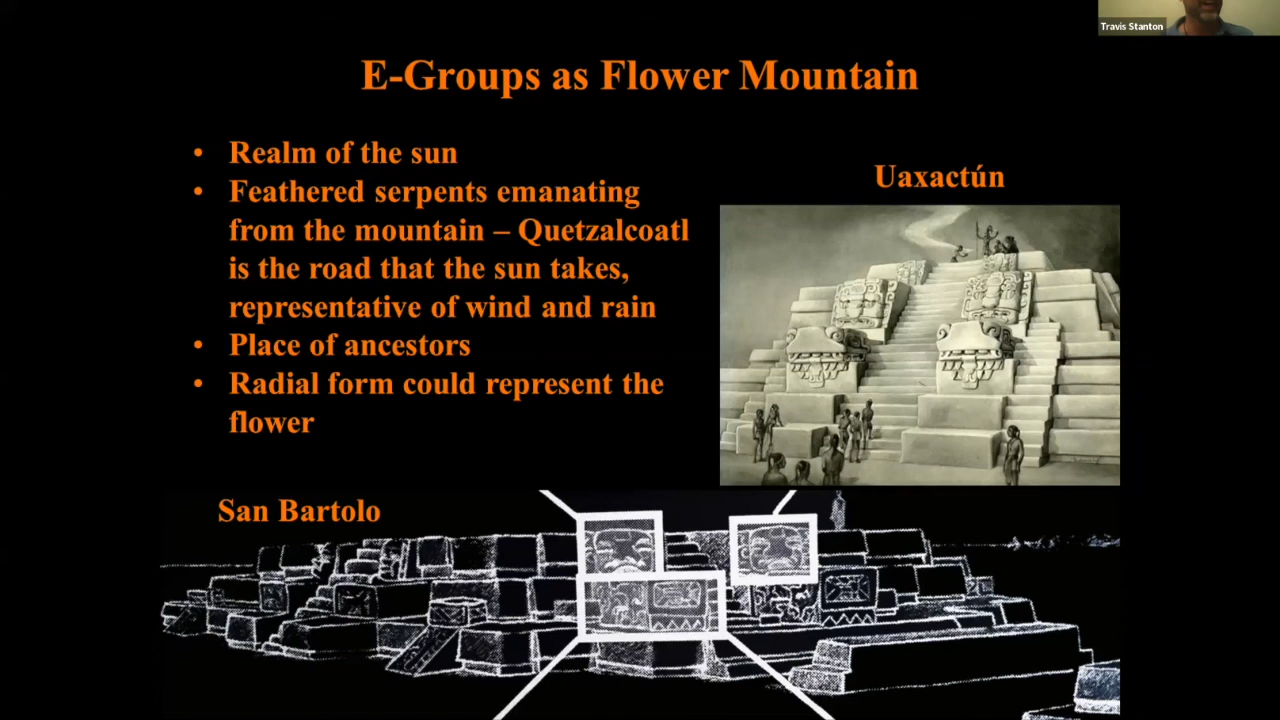 Travis Stanton
E-Groups as Flower Mountain
• Realm of the sun
• Feathered serpents emanating
from the mountain – Quetzalcoatl
is the road that the sun takes,
representative of wind and rain
• Place of ancestors
• Radial form could represent the
flower
Uaxactún
San Bartolo